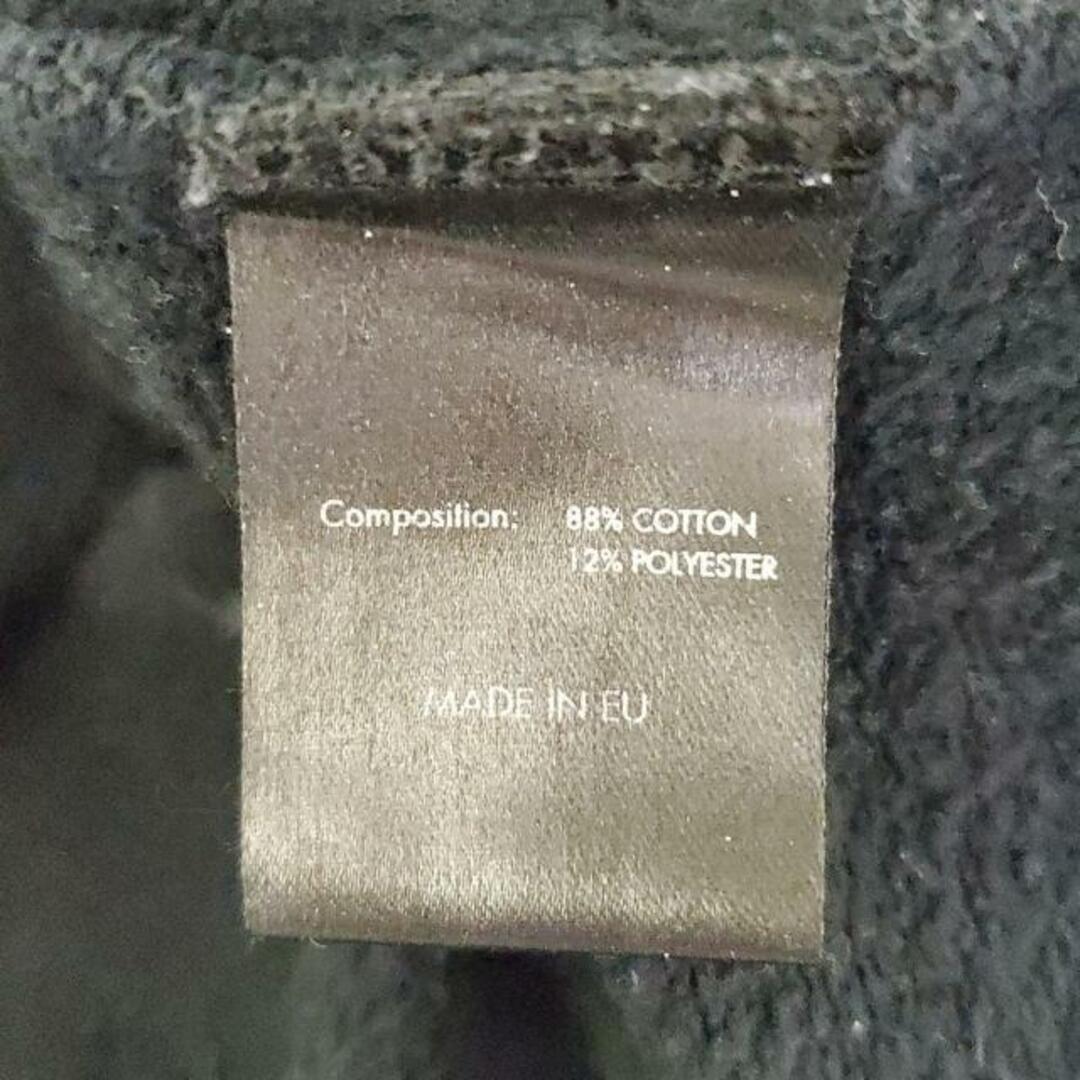 Composition: 88% COTTON
12% POLYESTER
MADE IN EU